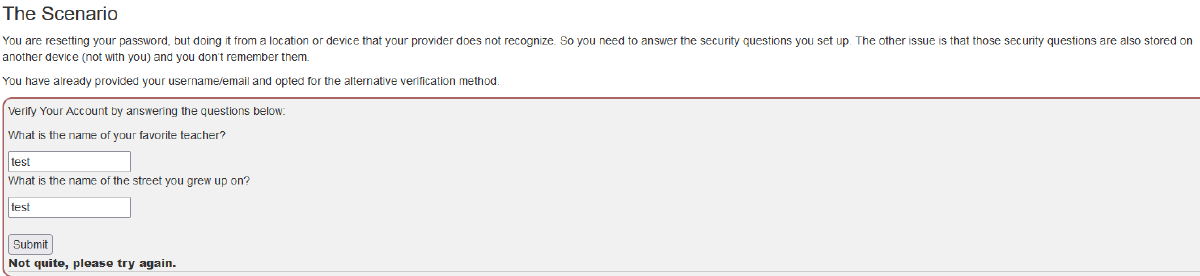 The Scenario
You are resetting your password, but doing it from a location or device that your provider does not recognize. So you need to answer the security questions you set up. The other issue is that those security questions are also stored on
another device (not with you) and you don't remember them.
You have already provided your username/email and opted for the alternative verification method.
Verify Your Account by answering the questions below:
What is the name of your favorite teacher?
test
What is the name of the street you grew up on?
test
Submit
Not quite, please try again.